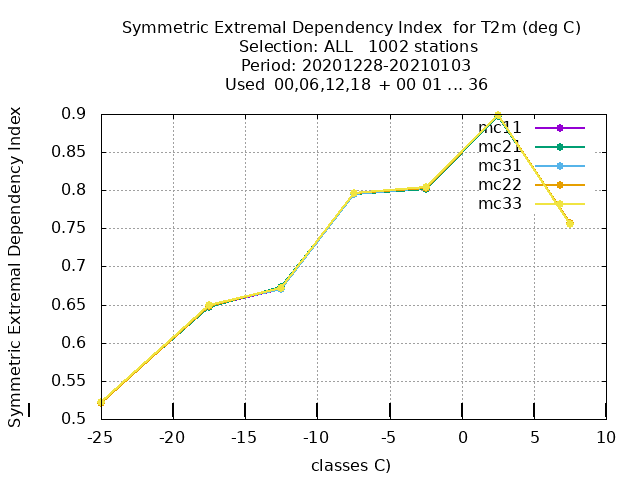 Symmetric Extremal Dependency Index  for T2m (deg C)
Selection: ALL   1002 stations
Period: 20201228-20210103
Used  00,06,12,18  + 00 01 ... 36
Symmetric Extremal Dependency Index
0.9
0.85
0.8
0.75
0.7
0.65
0.6
0.55
0.5
mc11
mc21
mc31
mc22
mc33
-25 -20 -15 -10 -5 0 5 10
classes C)